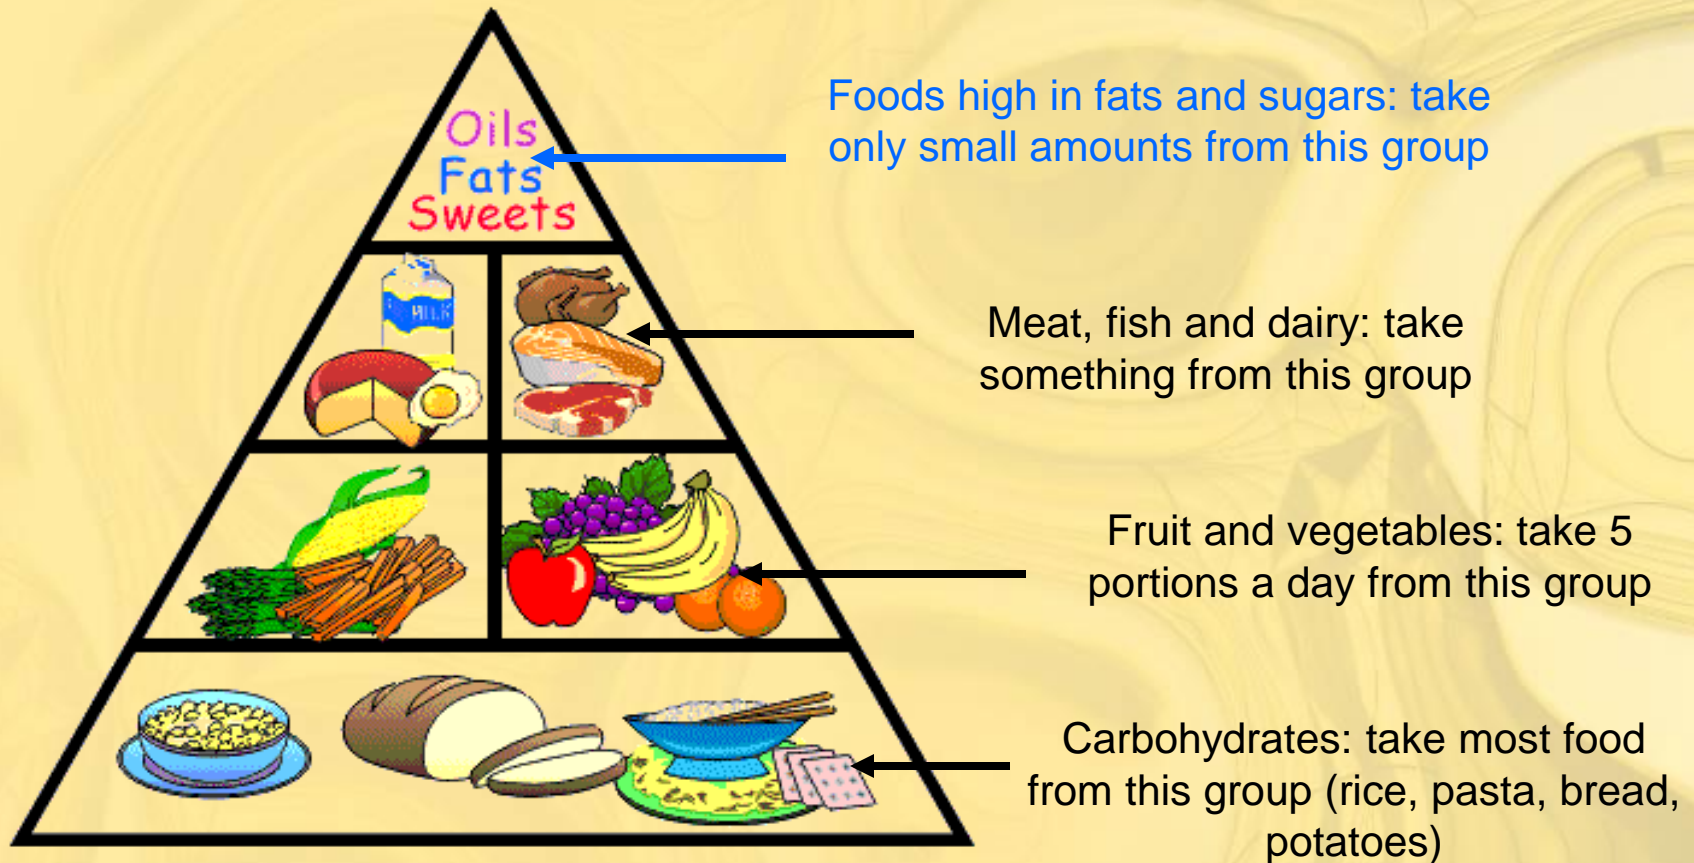 Oils
Fats
Sweets
Foods high in fats and sugars: take
only small amounts from this group
MILK
Meat, fish and dairy: take
something from this group
Fruit and vegetables: take 5
portions a day from this group
Carbohydrates: take most food
from this group (rice, pasta, bread,
potatoes)